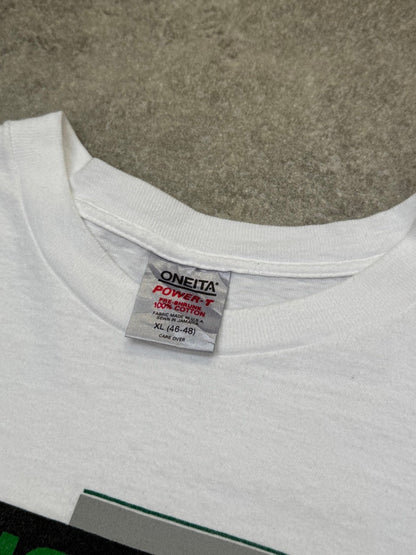 ONEITA®
POWER-T
PRE-SHRUNK
100% COTTON
FABRIC MADE IN U.S.A.
SEWN IN JAMAICA
XL (46-48)
CARE OVER